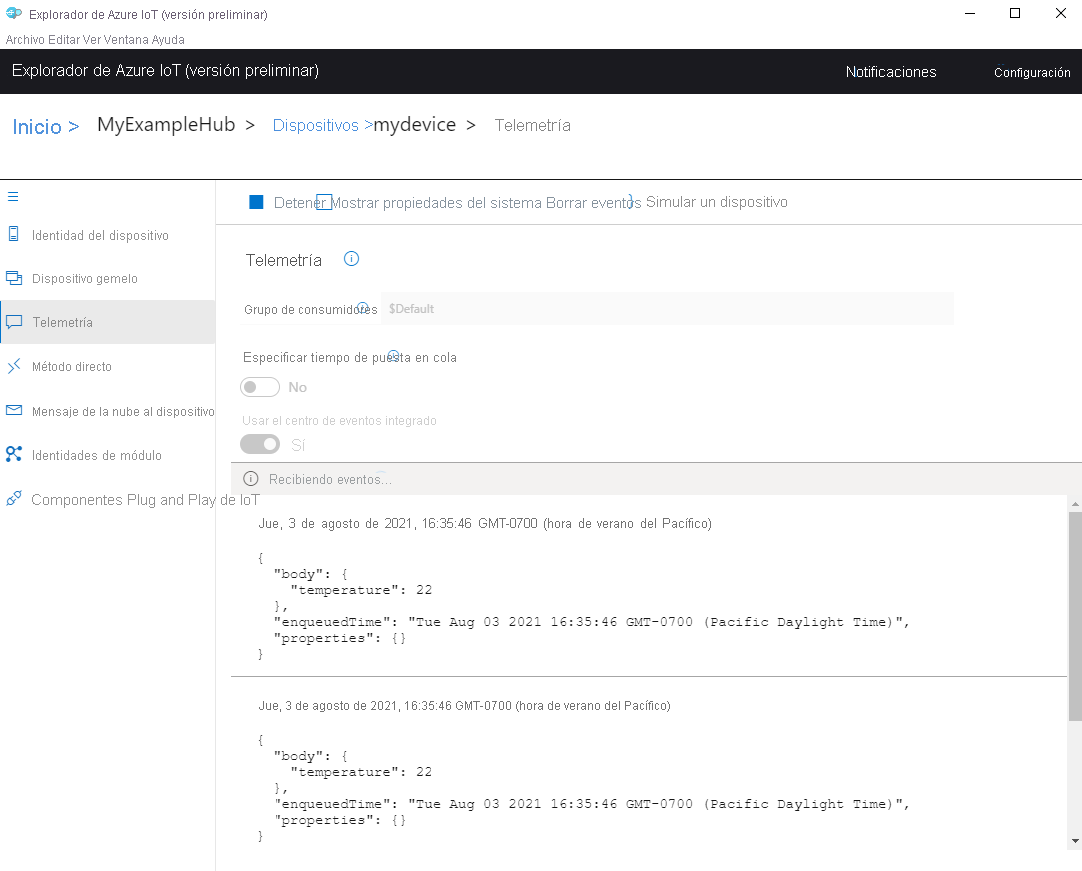 Explorador de Azure IoT (versión preliminar)
Archivo Editar Ver Ventana Ayuda
Explorador de Azure IoT (versión preliminar) Notificaciones Configuración
Inicio > MyExampleHub > Dispositivos >mydevice > Telemetría
Detener Mostrar propiedades del sistema Borrar eventos Simular un dispositivo
Identidad del dispositivo
Dispositivo gemelo
Telemetría
Método directo
Mensaje de la nube al dispositivo
Identidades de módulo
Componentes Plug and Play de IoT
Telemetría
Grupo de consumidores $Default
Especificar tiempo de puesta en cola
No
Usar el centro de eventos integrado
Sí
Recibiendo eventos...
Jue, 3 de agosto de 2021, 16:35:46 GMT-0700 (hora de verano del Pacífico)
{
"body": {
"temperature": 22
},
"enqueuedTime": "Tue Aug 03 2021 16:35:46 GMT-0700 (Pacific Daylight Time)",
"properties": {}
}
Jue, 3 de agosto de 2021, 16:35:46 GMT-0700 (hora de verano del Pacífico)
{
"body": {
"temperature": 22
},
"enqueuedTime": "Tue Aug 03 2021 16:35:46 GMT-0700 (Pacific Daylight Time)",
"properties": {}
}